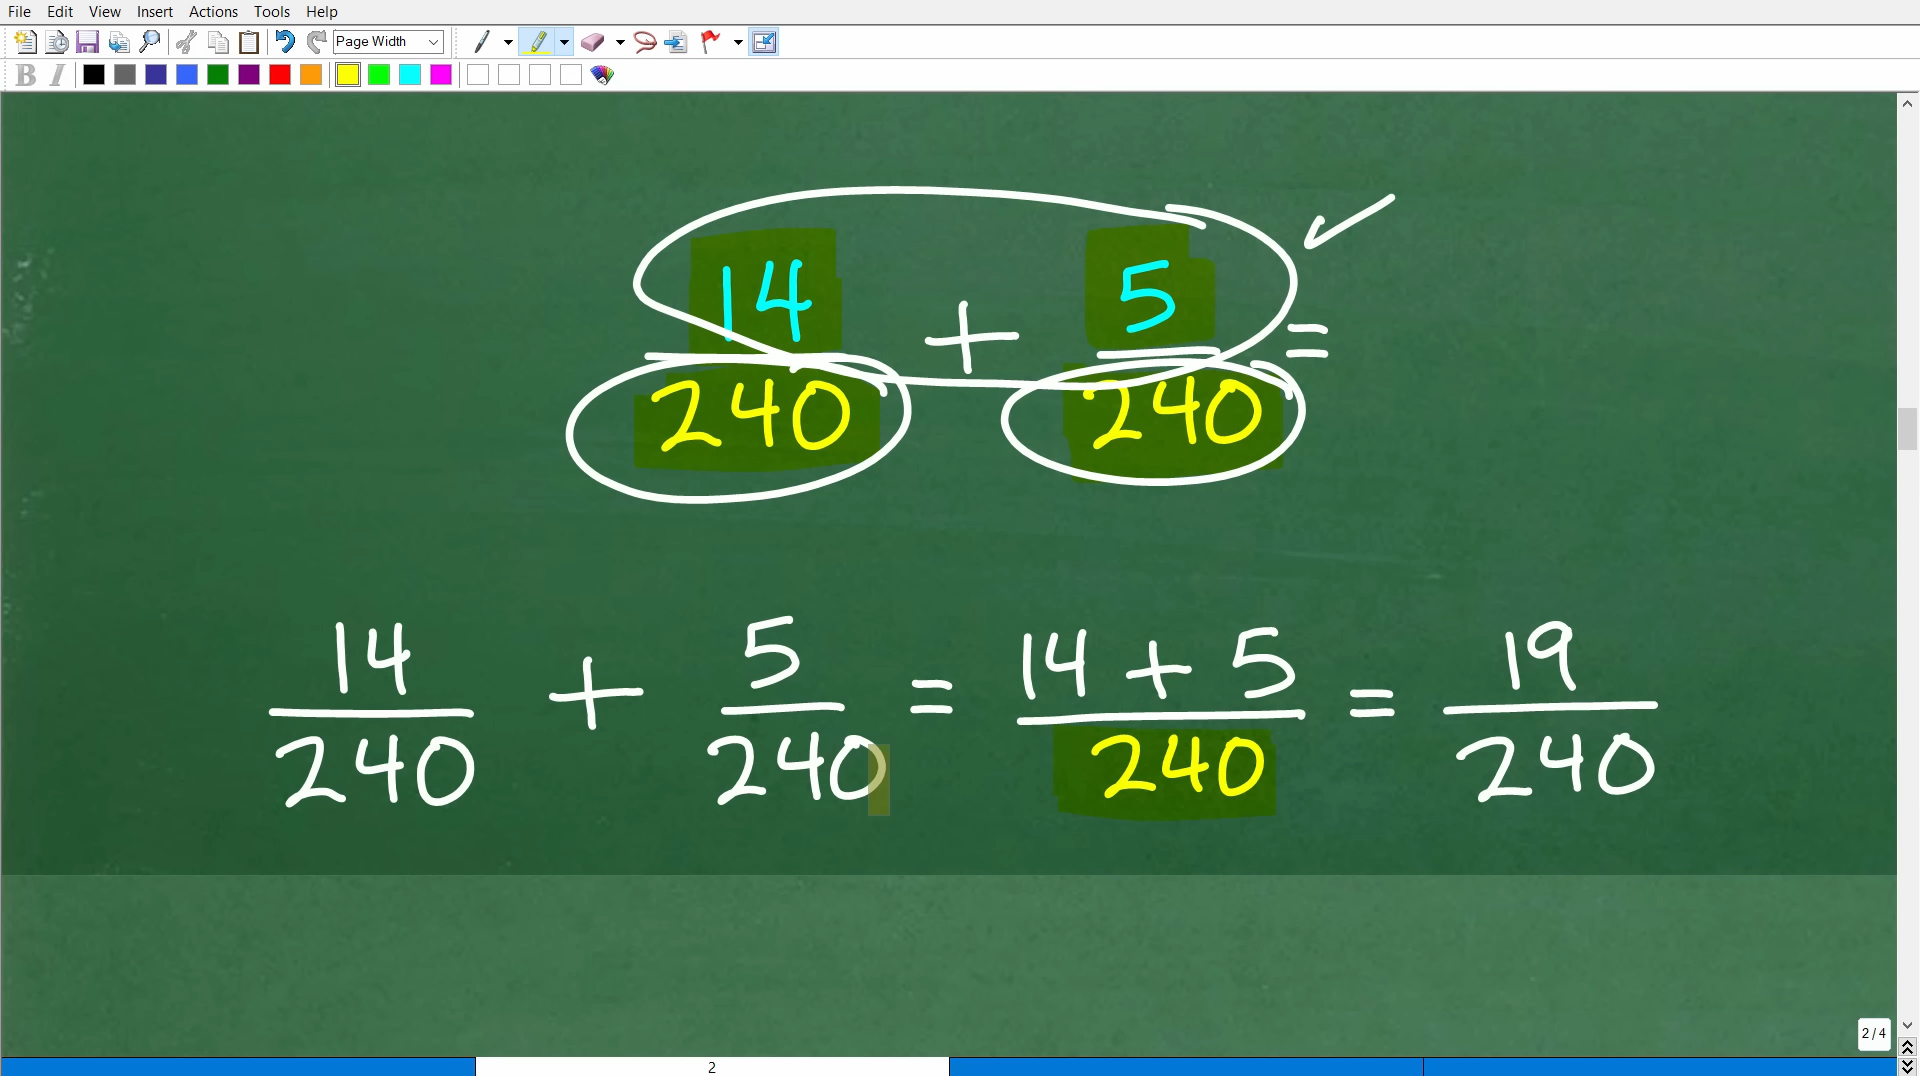 File Edit View Insert Actions Tools Help
Page Width
B I
14/240 + 5/240 =
14/240 + 5/240 = (14 + 5)/240 = 19/240
2 / 4
2